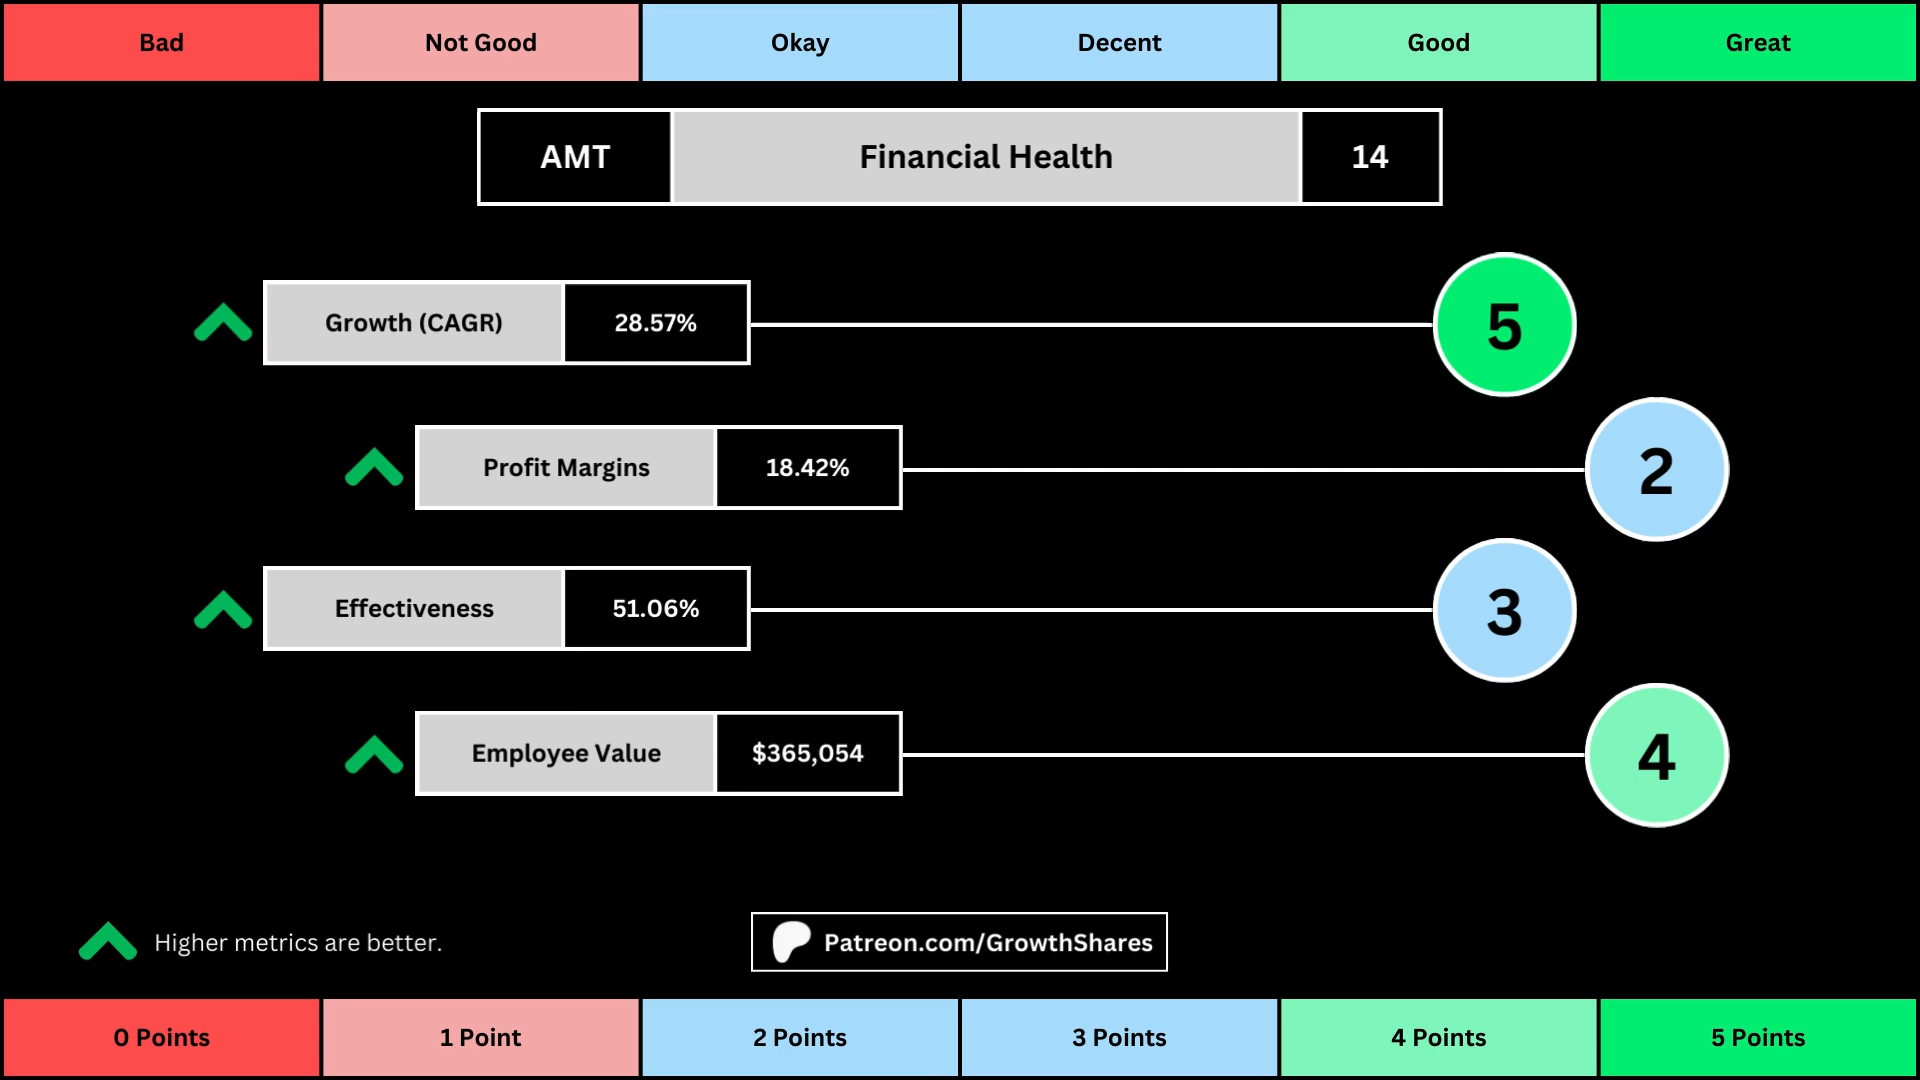 Bad
Not Good
Okay
Decent
Good
Great
AMT
Financial Health
14
Growth (CAGR)
28.57%
5
Profit Margins
18.42%
2
Effectiveness
51.06%
3
Employee Value
$365,054
4
Higher metrics are better.
Patreon.com/GrowthShares
0 Points
1 Point
2 Points
3 Points
4 Points
5 Points